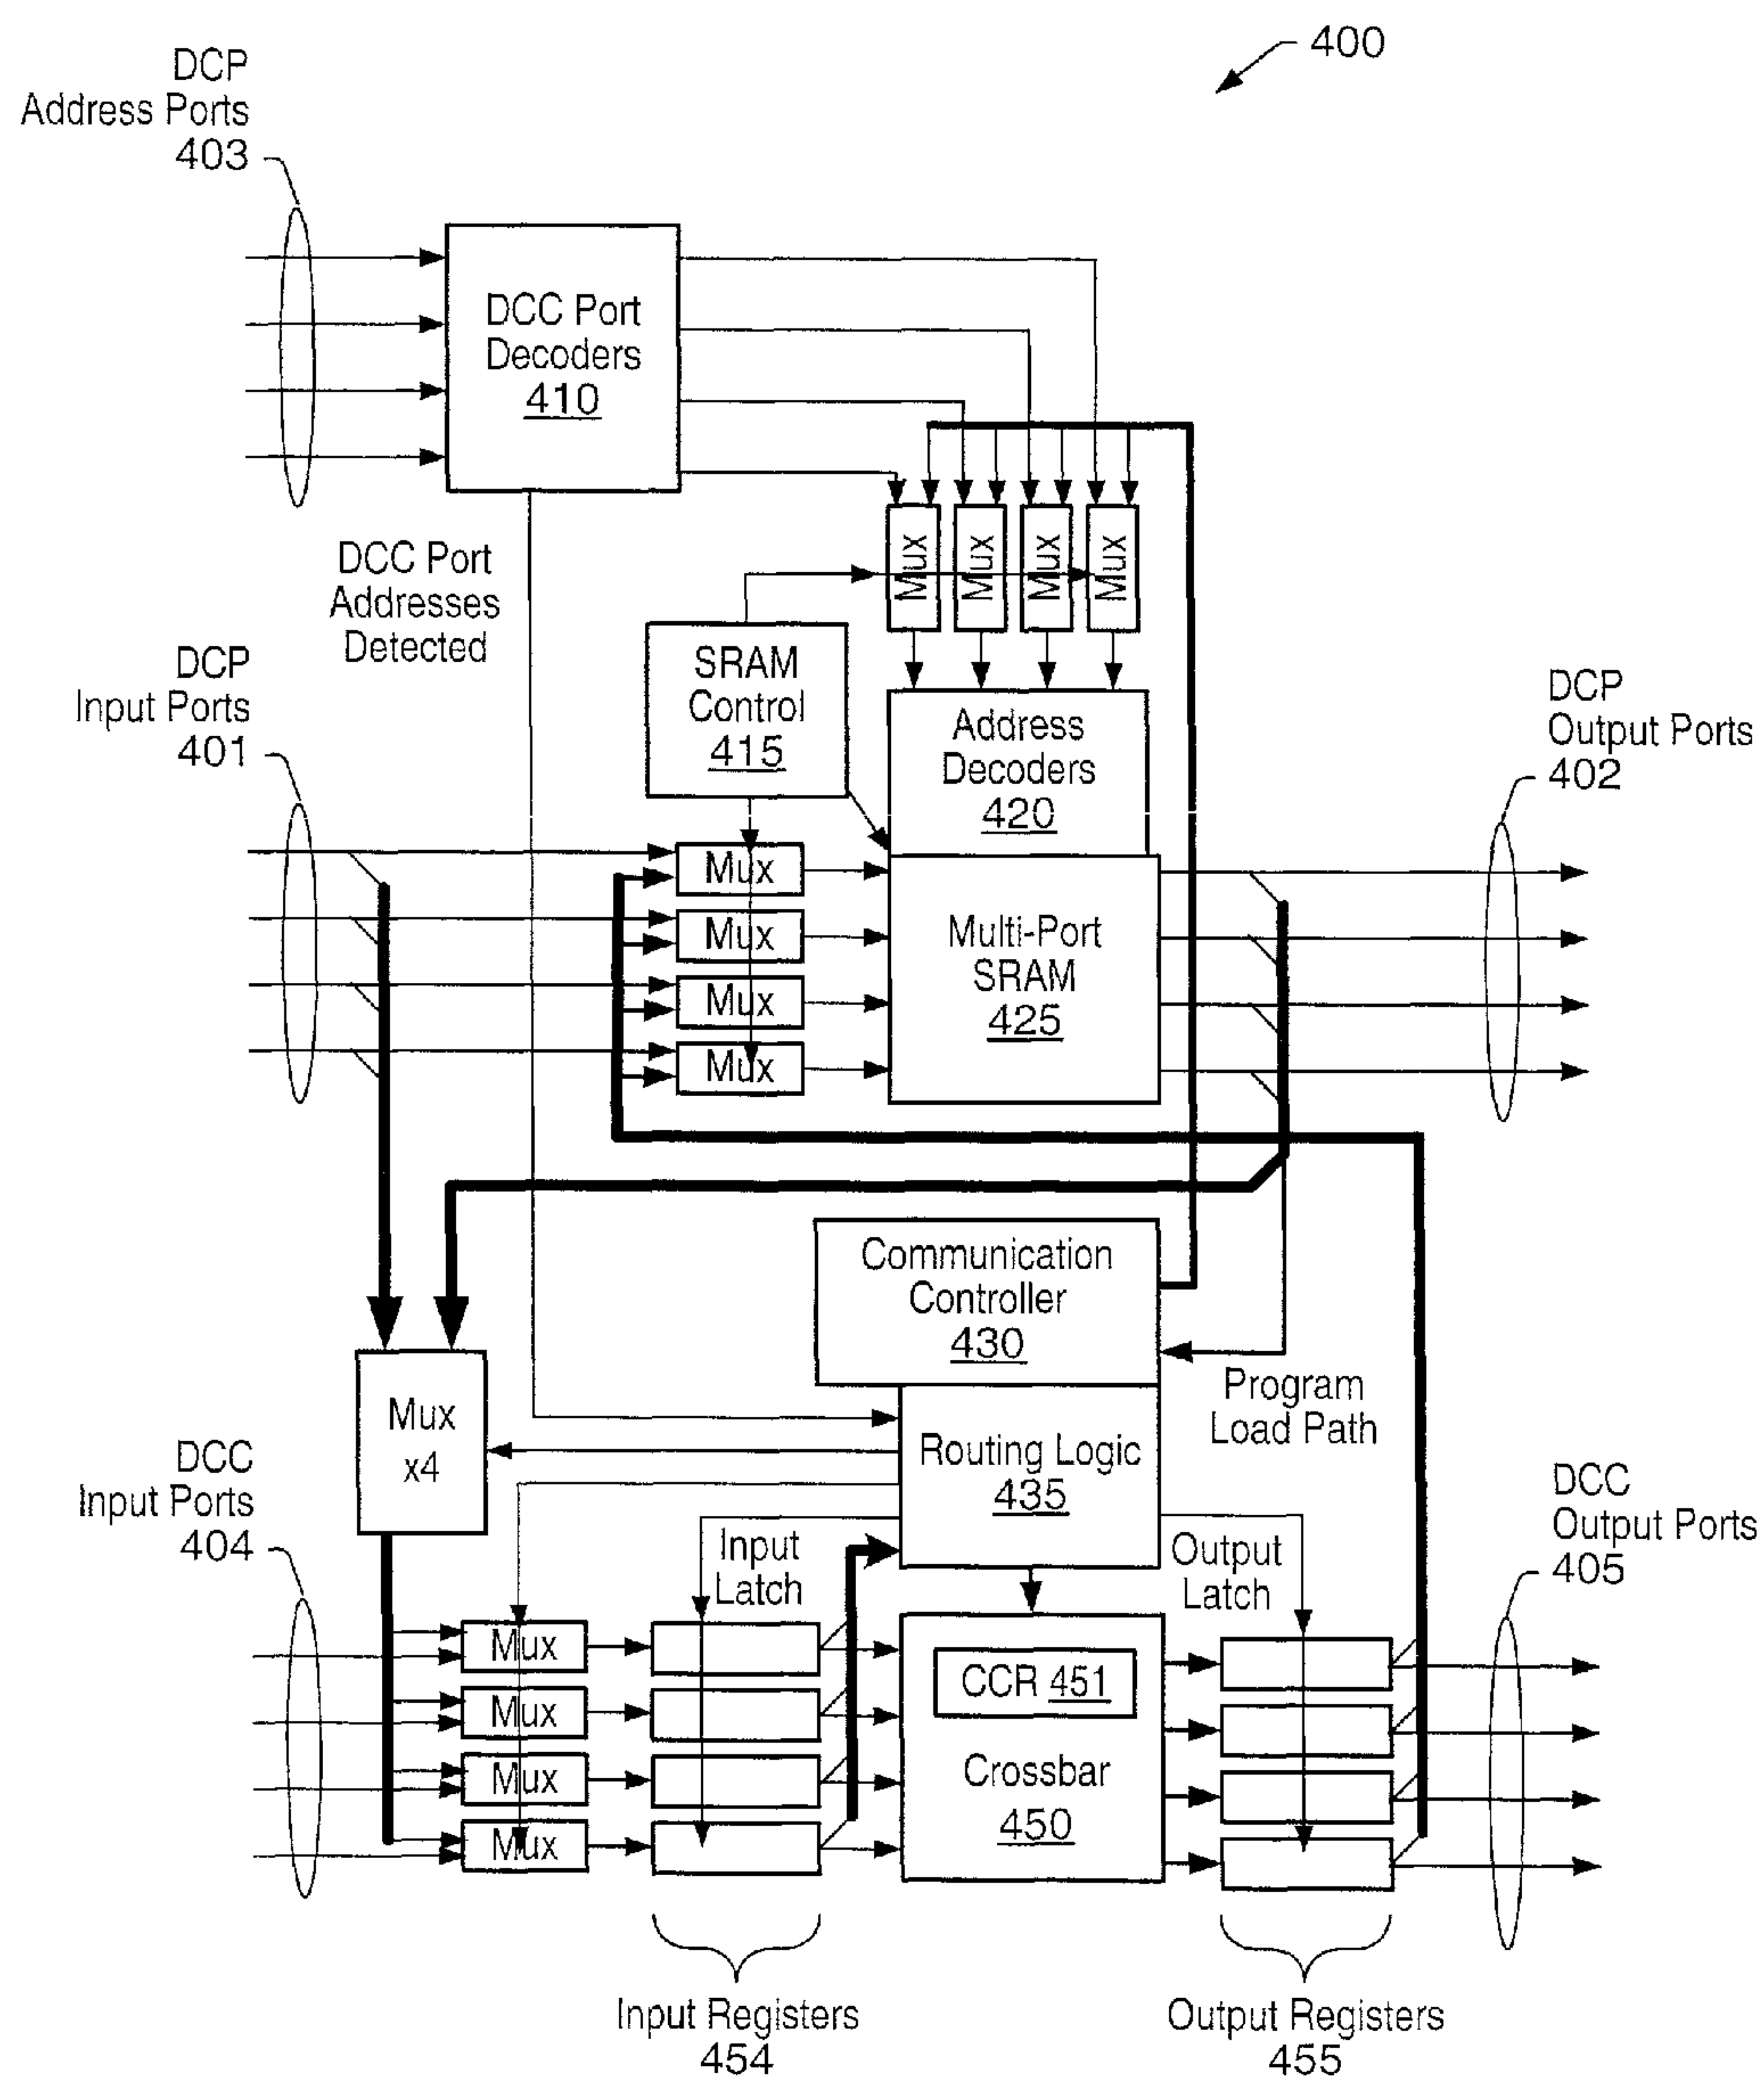 400
DCP
Address Ports
403
DCC Port
Decoders
410
DCC Port
Addresses
Detected
Mux
Mux
Mux
Mux
SRAM
Control
415
DCP
Input Ports
401
Address
Decoders
420
DCP
Output Ports
402
Mux
Mux
Mux
Mux
Multi-Port
SRAM
425
Communication
Controller
430
Program
Load Path
Mux
x4
Routing Logic
435
DCC
Input Ports
404
Input
Latch
Output
Latch
DCC
Output Ports
405
Mux
Mux
Mux
Mux
CCR 451
Crossbar
450
Input Registers
454
Output Registers
455